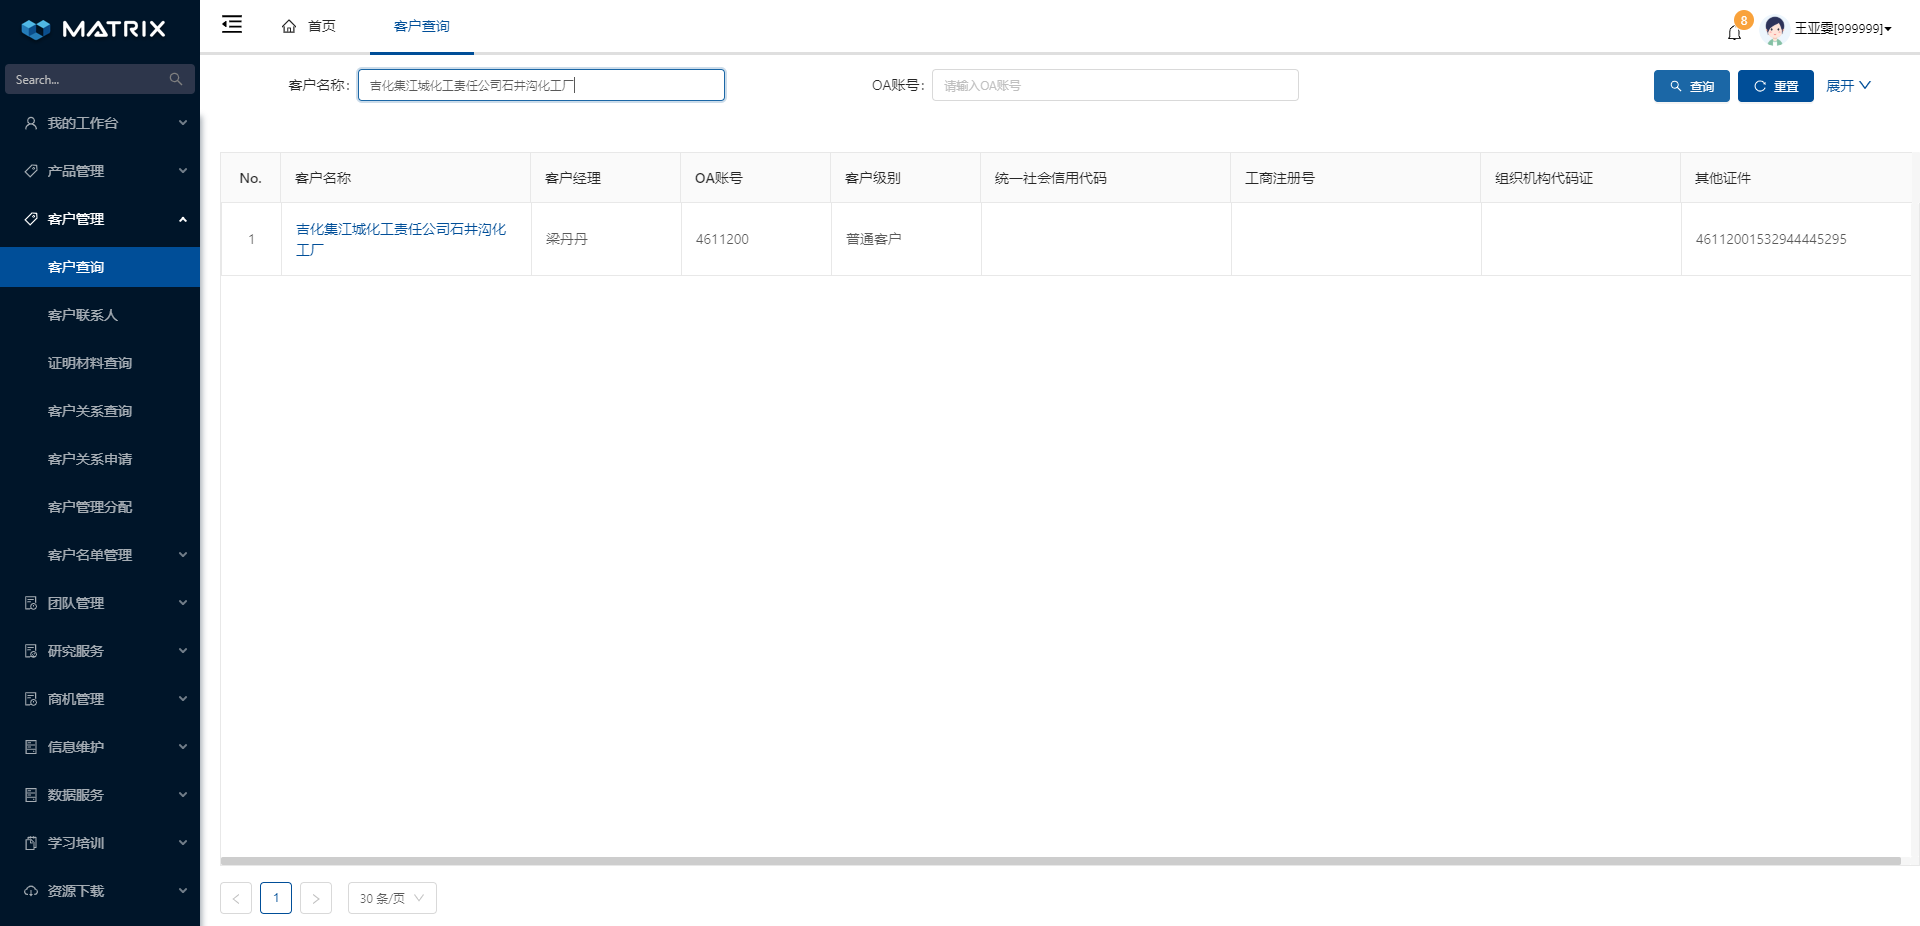 MATRIX
首页
客户查询
8
王亚雯[999999]
Search...
客户名称:
吉化集江城化工责任公司石井沟化工厂
OA账号:
请输入OA账号
查询
重置
展开
我的工作台
产品管理
客户管理
客户查询
客户联系人
证明材料查询
客户关系查询
客户关系申请
客户管理分配
客户名单管理
团队管理
研究服务
商机管理
信息维护
数据服务
学习培训
资源下载
No.
客户名称
客户经理
OA账号
客户级别
统一社会信用代码
工商注册号
组织机构代码证
其他证件
1
吉化集江城化工责任公司石井沟化
工厂
梁丹丹
4611200
普通客户
46112001532944445295
1
30 条/页